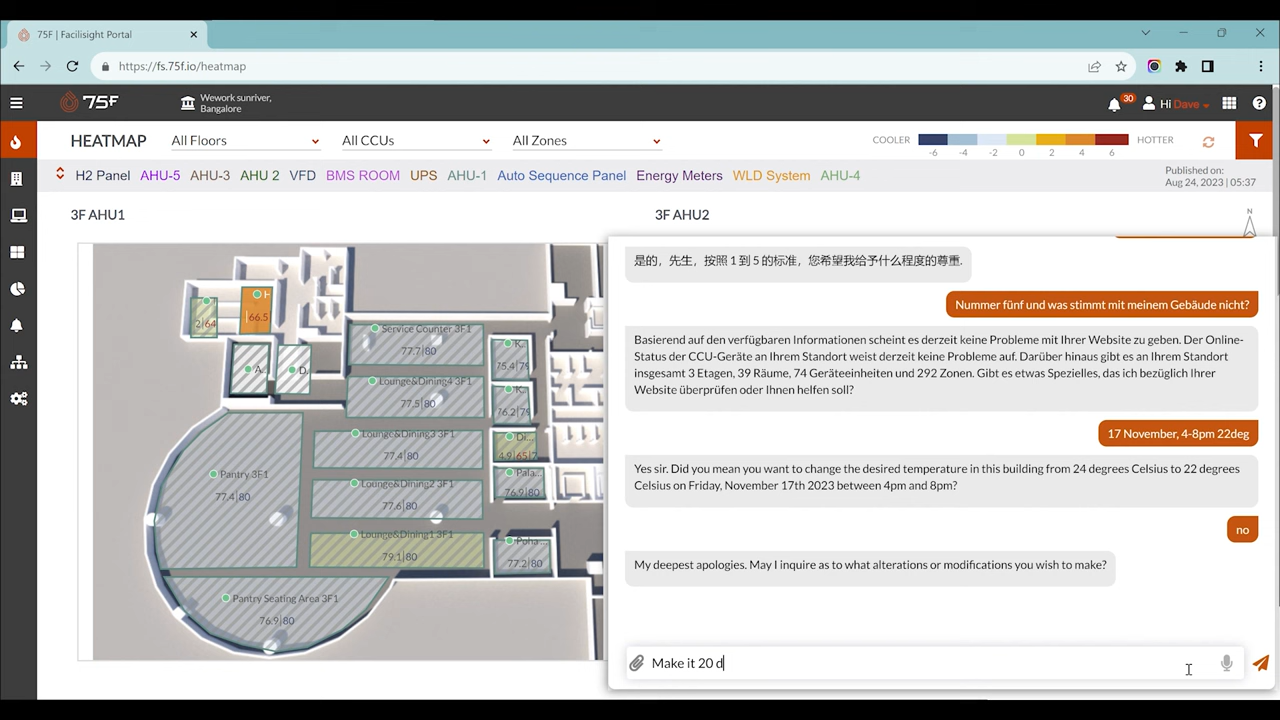 75F | Facilisight Portal
https://fs.75f.io/heatmap
75F
Wework sunriver,
Bangalore
30
Hi Dave
HEATMAP
All Floors
All CCUs
All Zones
COOLER
-6 -4 -2 0 2 4 6
HOTTER
H2 Panel AHU-5 AHU-3 AHU 2 VFD BMS ROOM UPS AHU-1 Auto Sequence Panel Energy Meters WLD System AHU-4
Published on:
Aug 24, 2023 | 05:37
3F AHU1
3F AHU2
N
66.5
Service Counter 3F1
77.7|80
Lounge&Dining4 3F1
77.5|80
Lounge&Dining3 3F1
77.4|80
Lounge&Dining2 3F1
77.6|80
Lounge&Dining1 3F1
79.1|80
Pantry 3F1
77.4|80
Pantry Seating Area 3F1
76.9|80
A..
D.
K..
75.4|79
K..
76.2|79
D..
4.9|65|7
Pala...
76.9|80
Poha...
77.2|80
是的，先生，按照 1 到 5 的标准，您希望我给予什么程度的尊重.
Nummer fünf und was stimmt mit meinem Gebäude nicht?
Basierend auf den verfügbaren Informationen scheint es derzeit keine Probleme mit Ihrer Website zu geben. Der Online-
Status der CCU-Geräte an Ihrem Standort weist derzeit keine Probleme auf. Darüber hinaus gibt es an Ihrem Standort
insgesamt 3 Etagen, 39 Räume, 74 Geräteeinheiten und 292 Zonen. Gibt es etwas Spezielles, das ich bezüglich Ihrer
Website überprüfen oder Ihnen helfen soll?
17 November, 4-8pm 22deg
Yes sir. Did you mean you want to change the desired temperature in this building from 24 degrees Celsius to 22 degrees
Celsius on Friday, November 17th 2023 between 4pm and 8pm?
no
My deepest apologies. May I inquire as to what alterations or modifications you wish to make?
Make it 20 d